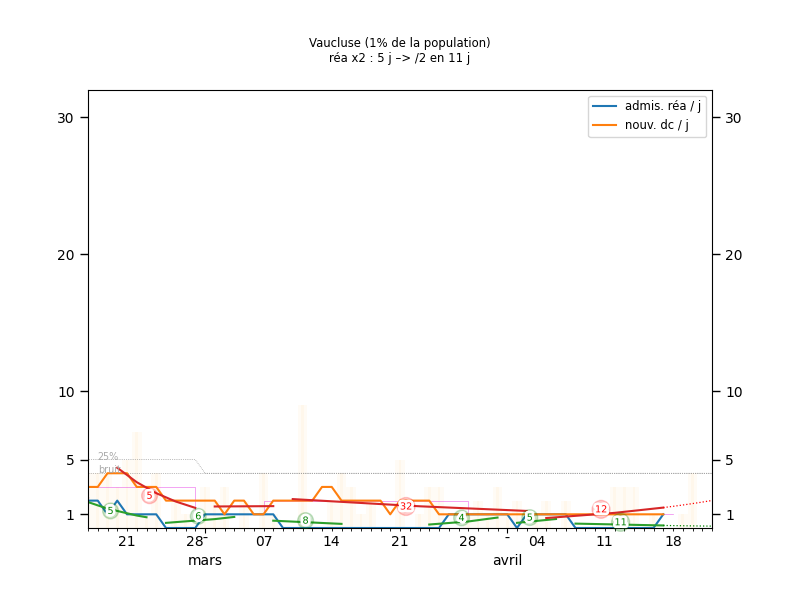 Vaucluse (1% de la population)
réa x2 : 5 j –> /2 en 11 j
admis. réa / j
nouv. dc / j
30 30
20 20
10 10
5 5
1 1
25%
bruit
5 5 6 8 32 4 5 12 11
21 28 07 14 21 28 - 04 11 18
mars avril